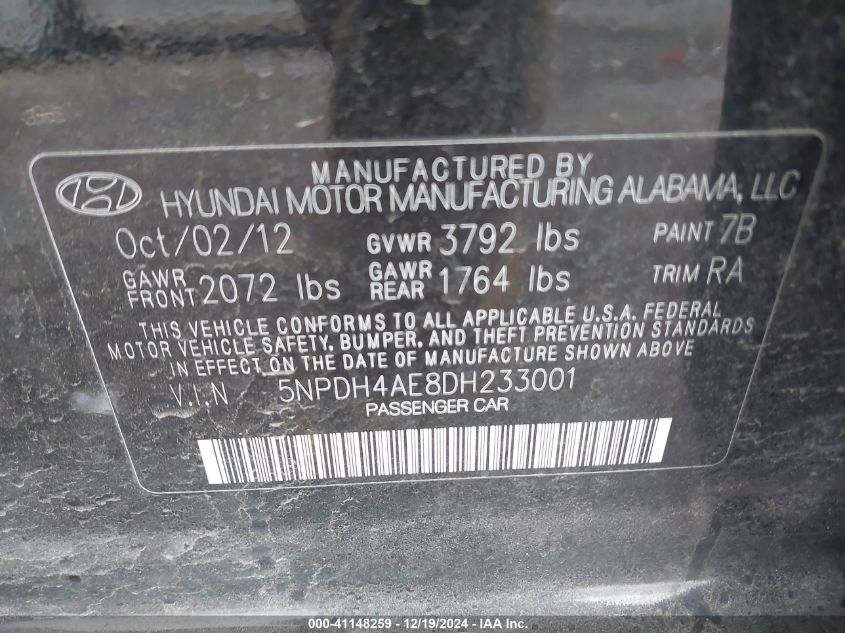 MANUFACTURED BY
HYUNDAI MOTOR MANUFACTURING ALABAMA, LLC
Oct/02/12 GVWR 3792 lbs PAINT 7B
GAWR FRONT 2072 lbs GAWR REAR 1764 lbs TRIM RA
THIS VEHICLE CONFORMS TO ALL APPLICABLE U.S.A. FEDERAL
MOTOR VEHICLE SAFETY, BUMPER, AND THEFT PREVENTION STANDARDS
IN EFFECT ON THE DATE OF MANUFACTURE SHOWN ABOVE
V.I.N 5NPDH4AE8DH233001
PASSENGER CAR
000-41148259 - 12/19/2024 - IAA Inc.